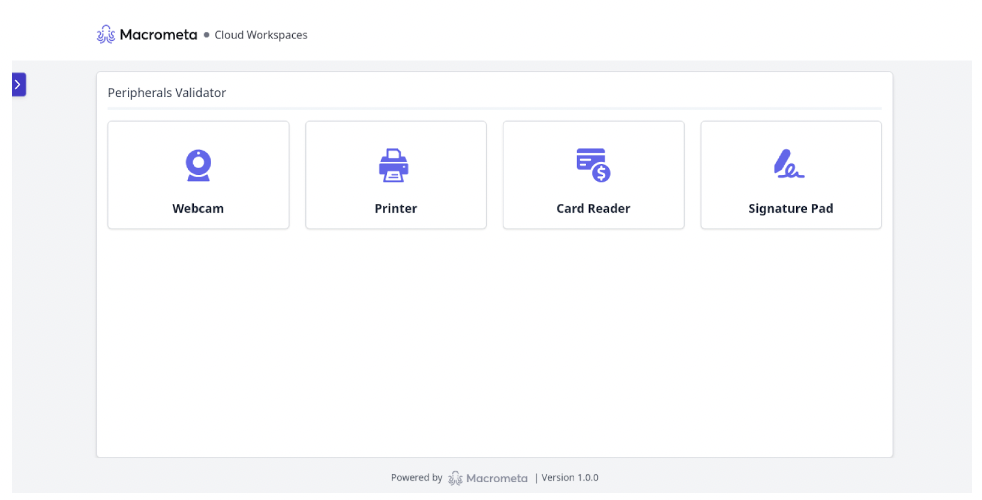 Macrometa • Cloud Workspaces
Peripherals Validator
Webcam
Printer
Card Reader
Signature Pad
Powered by Macrometa | Version 1.0.0